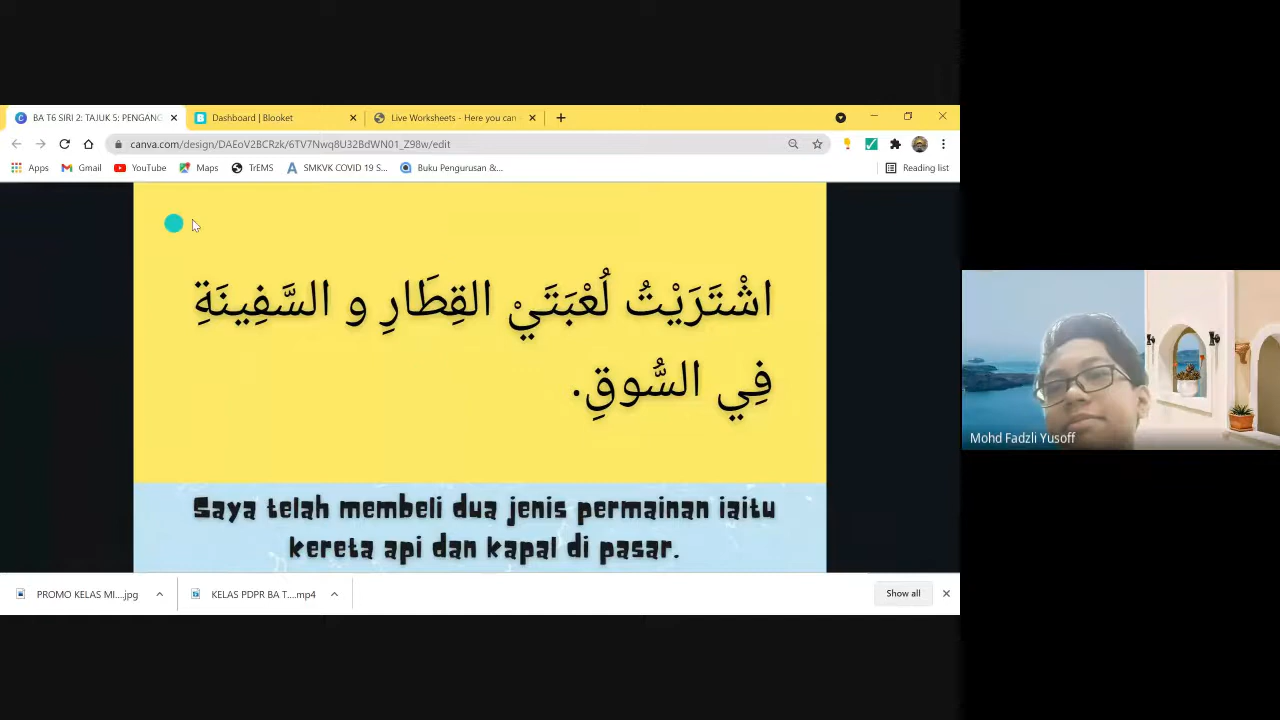 BA T6 SIRI 2: TAJUK 5: PENGANG
Dashboard | Blooket
Live Worksheets - Here you can
canva.com/design/DAEoV2BCRzk/6TV7Nwq8U32BdWN01_Z98w/edit
Apps
Gmail
YouTube
Maps
TrEMS
SMKVK COVID 19 S...
Buku Pengurusan &...
Reading list
اشْتَرَيْتُ لُعْبَتَيْ القِطَارِ و السَّفِينَةِ
فِي السُّوقِ.
Saya telah membeli dua jenis permainan iaitu
kereta api dan kapal di pasar.
Mohd Fadzli Yusoff
PROMO KELAS MI....jpg
KELAS PDPR BA T....mp4
Show all